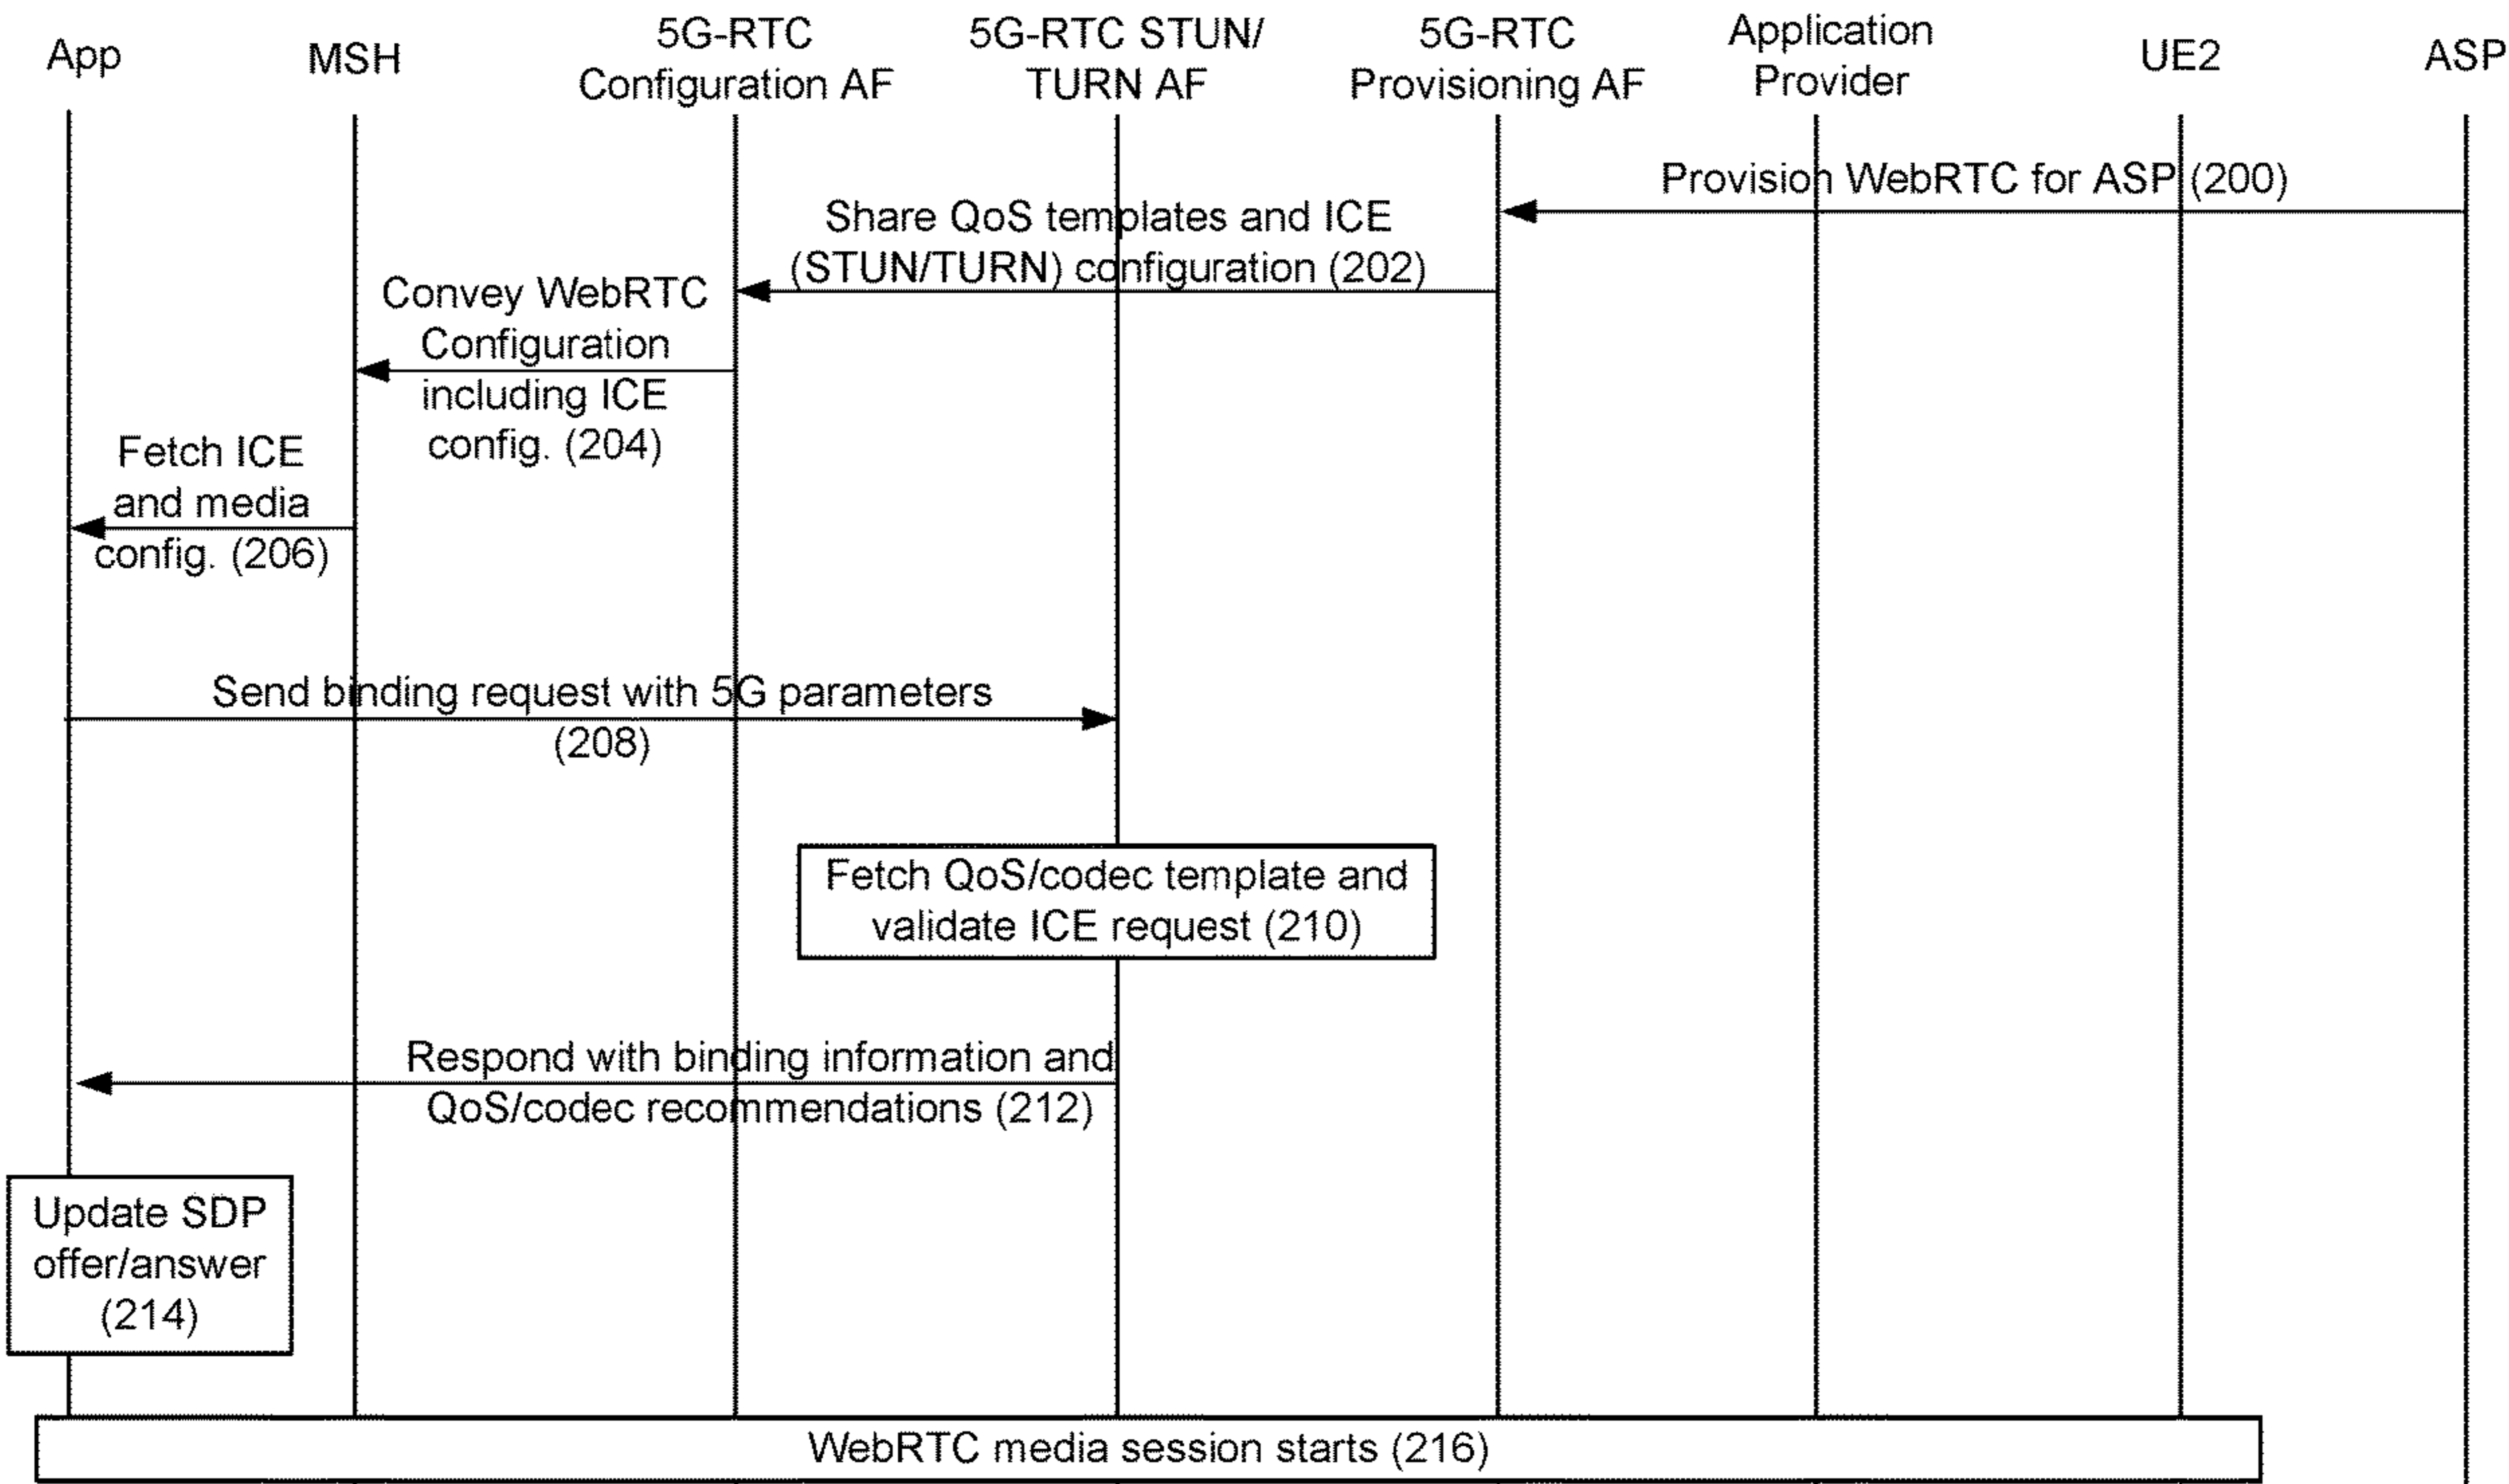 App
MSH
5G-RTC
Configuration AF
5G-RTC STUN/
TURN AF
5G-RTC
Provisioning AF
Application
Provider
UE2
ASP
Provision WebRTC for ASP (200)
Share QoS templates and ICE
(STUN/TURN) configuration (202)
Convey WebRTC
Configuration
including ICE
config. (204)
Fetch ICE
and media
config. (206)
Send binding request with 5G parameters
(208)
Fetch QoS/codec template and
validate ICE request (210)
Respond with binding information and
QoS/codec recommendations (212)
Update SDP
offer/answer
(214)
WebRTC media session starts (216)